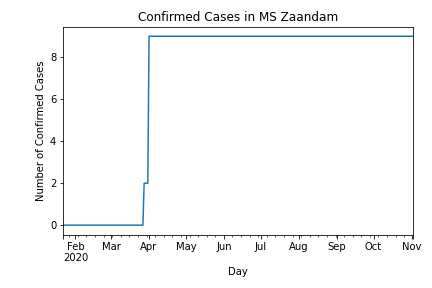 Confirmed Cases in MS Zaandam
Number of Confirmed Cases
8
6
4
2
0
Feb Mar Apr May Jun Jul Aug Sep Oct Nov
2020
Day